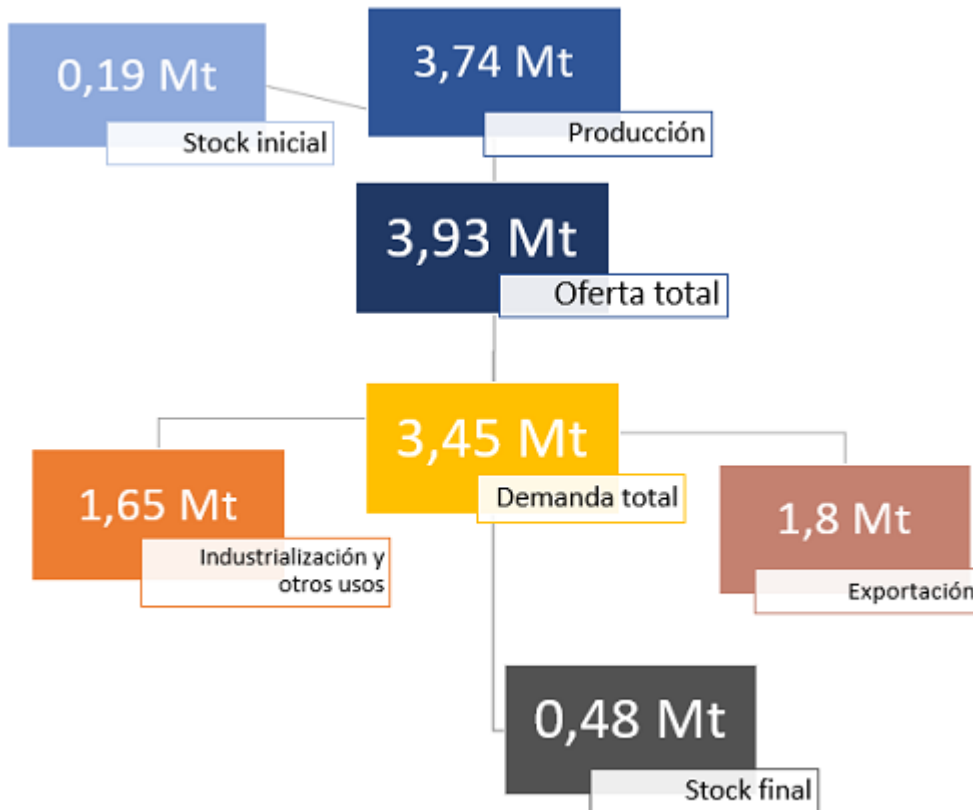 0,19 Mt
Stock inicial
3,74 Mt
Producción
3,93 Mt
Oferta total
3,45 Mt
Demanda total
1,65 Mt
Industrialización y
otros usos
1,8 Mt
Exportación
0,48 Mt
Stock final